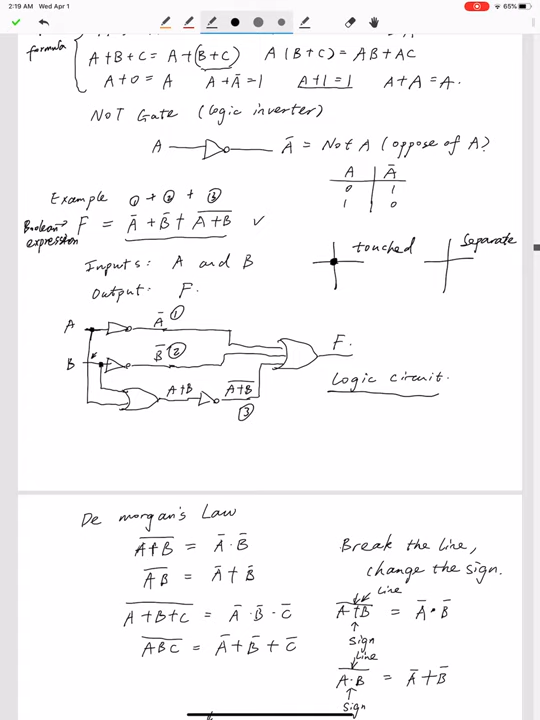 2:19 AM Wed Apr 1
65%
formula
A+B+C = A+(B+C) A(B+C) = AB+AC
A+0=A A+Ā=1 A+1=1 A+A=A.
NOT Gate (logic inverter)
A Ā = Not A (oppose of A?
A Ā
0 1
1 0
Example ① + ② + ③
Boolean expression → F = Ā + B̅ + A̅+̅B̅ ✓
touched separate
Inputs: A and B
Output: F.
A Ā ①
B B̅ ②
A+B A̅+̅B̅ ③
F.
Logic circuit.
De morgan's Law
A̅+̅B̅ = Ā · B̅
A̅B̅ = Ā + B̅
A̅+̅B̅+̅C̅ = Ā · B̅ · C̅
A̅B̅C̅ = Ā + B̅ + C̅
Break the line,
change the sign.
line
A̅+̅B̅ = Ā · B̅
↑
sign
line
A̅·̅B̅ = Ā + B̅
↑
sign